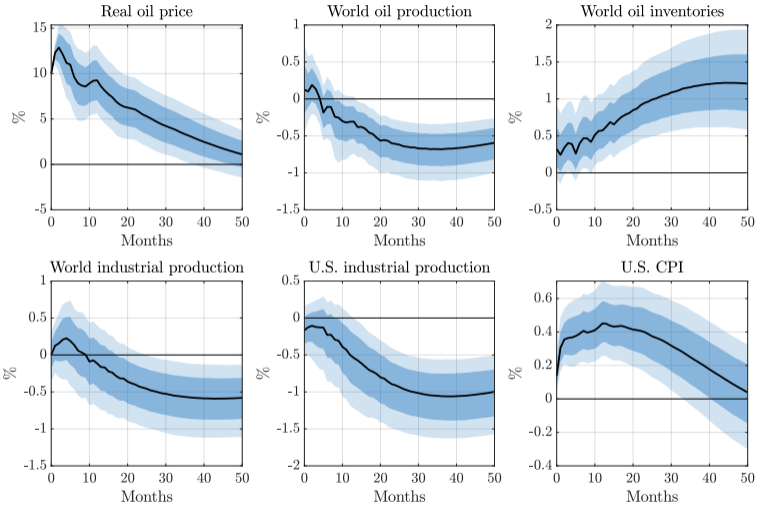 Real oil price
World oil production
World oil inventories
15
10
5
0
-5
%
0 10 20 30 40 50
Months
1
0.5
0
-0.5
-1
-1.5
%
0 10 20 30 40 50
Months
2
1.5
1
0.5
0
-0.5
%
0 10 20 30 40 50
Months
World industrial production
U.S. industrial production
U.S. CPI
1
0.5
0
-0.5
-1
-1.5
%
0 10 20 30 40 50
Months
0.5
0
-0.5
-1
-1.5
-2
%
0 10 20 30 40 50
Months
0.6
0.4
0.2
0
-0.2
-0.4
%
0 10 20 30 40 50
Months